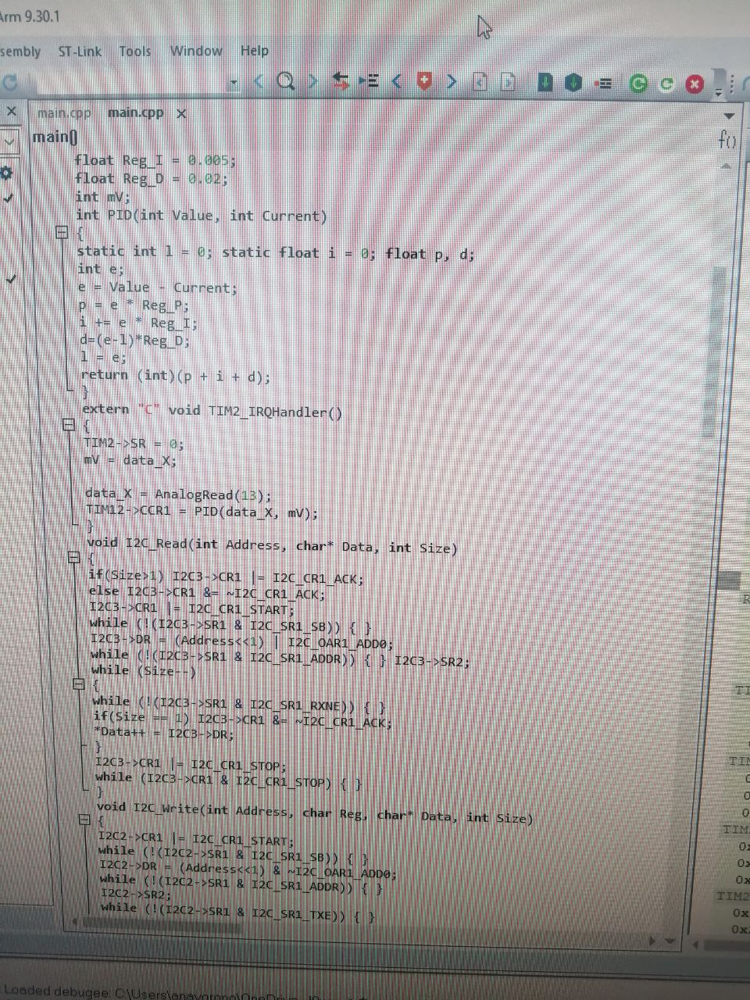 Arm 9.30.1
sembly ST-Link Tools Window Help
main.cpp main.cpp
main()
f()
float Reg_I = 0.005;
float Reg_D = 0.02;
int mV;
int PID(int Value, int Current)
{
static int l = 0; static float i = 0; float p, d;
int e;
e = Value - Current;
p = e * Reg_P;
i += e * Reg_I;
d=(e-l)*Reg_D;
l = e;
return (int)(p + i + d);
}
extern "C" void TIM2_IRQHandler()
{
TIM2->SR = 0;
mV = data_X;
data_X = AnalogRead(13);
TIM12->CCR1 = PID(data_X, mV);
}
void I2C_Read(int Address, char* Data, int Size)
{
if(Size>1) I2C3->CR1 |= I2C_CR1_ACK;
else I2C3->CR1 &= ~I2C_CR1_ACK;
I2C3->CR1 |= I2C_CR1_START;
while (!(I2C3->SR1 & I2C_SR1_SB)) { }
I2C3->DR = (Address<<1) | I2C_OAR1_ADD0;
while (!(I2C3->SR1 & I2C_SR1_ADDR)) { } I2C3->SR2;
while (Size--)
{
while (!(I2C3->SR1 & I2C_SR1_RXNE)) { }
if(Size == 1) I2C3->CR1 &= ~I2C_CR1_ACK;
*Data++ = I2C3->DR;
}
I2C3->CR1 |= I2C_CR1_STOP;
while (I2C3->CR1 & I2C_CR1_STOP) { }
}
void I2C_Write(int Address, char Reg, char* Data, int Size)
{
I2C2->CR1 |= I2C_CR1_START;
while (!(I2C2->SR1 & I2C_SR1_SB)) { }
I2C2->DR = (Address<<1) & ~I2C_OAR1_ADD0;
while (!(I2C2->SR1 & I2C_SR1_ADDR)) { }
I2C2->SR2;
while (!(I2C2->SR1 & I2C_SR1_TXE)) { }
R
TI
TIM
0
0
0
TIM
0x
0x
0x
TIM2
0x
0x
Loaded debugee: C:\Users\